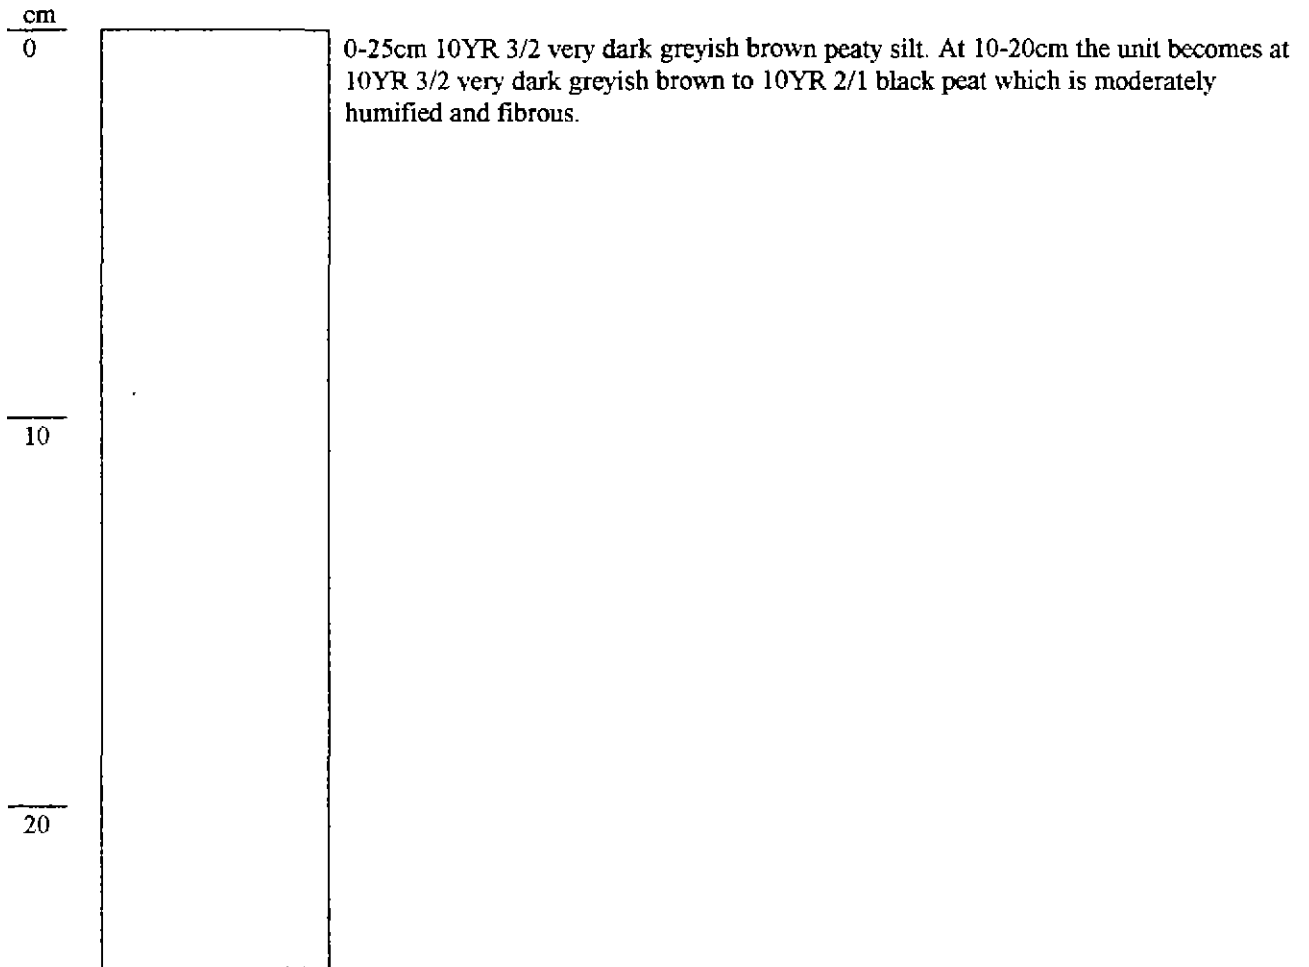 cm
0
0-25cm 10YR 3/2 very dark greyish brown peaty silt. At 10-20cm the unit becomes at
10YR 3/2 very dark greyish brown to 10YR 2/1 black peat which is moderately
humified and fibrous.
10
20